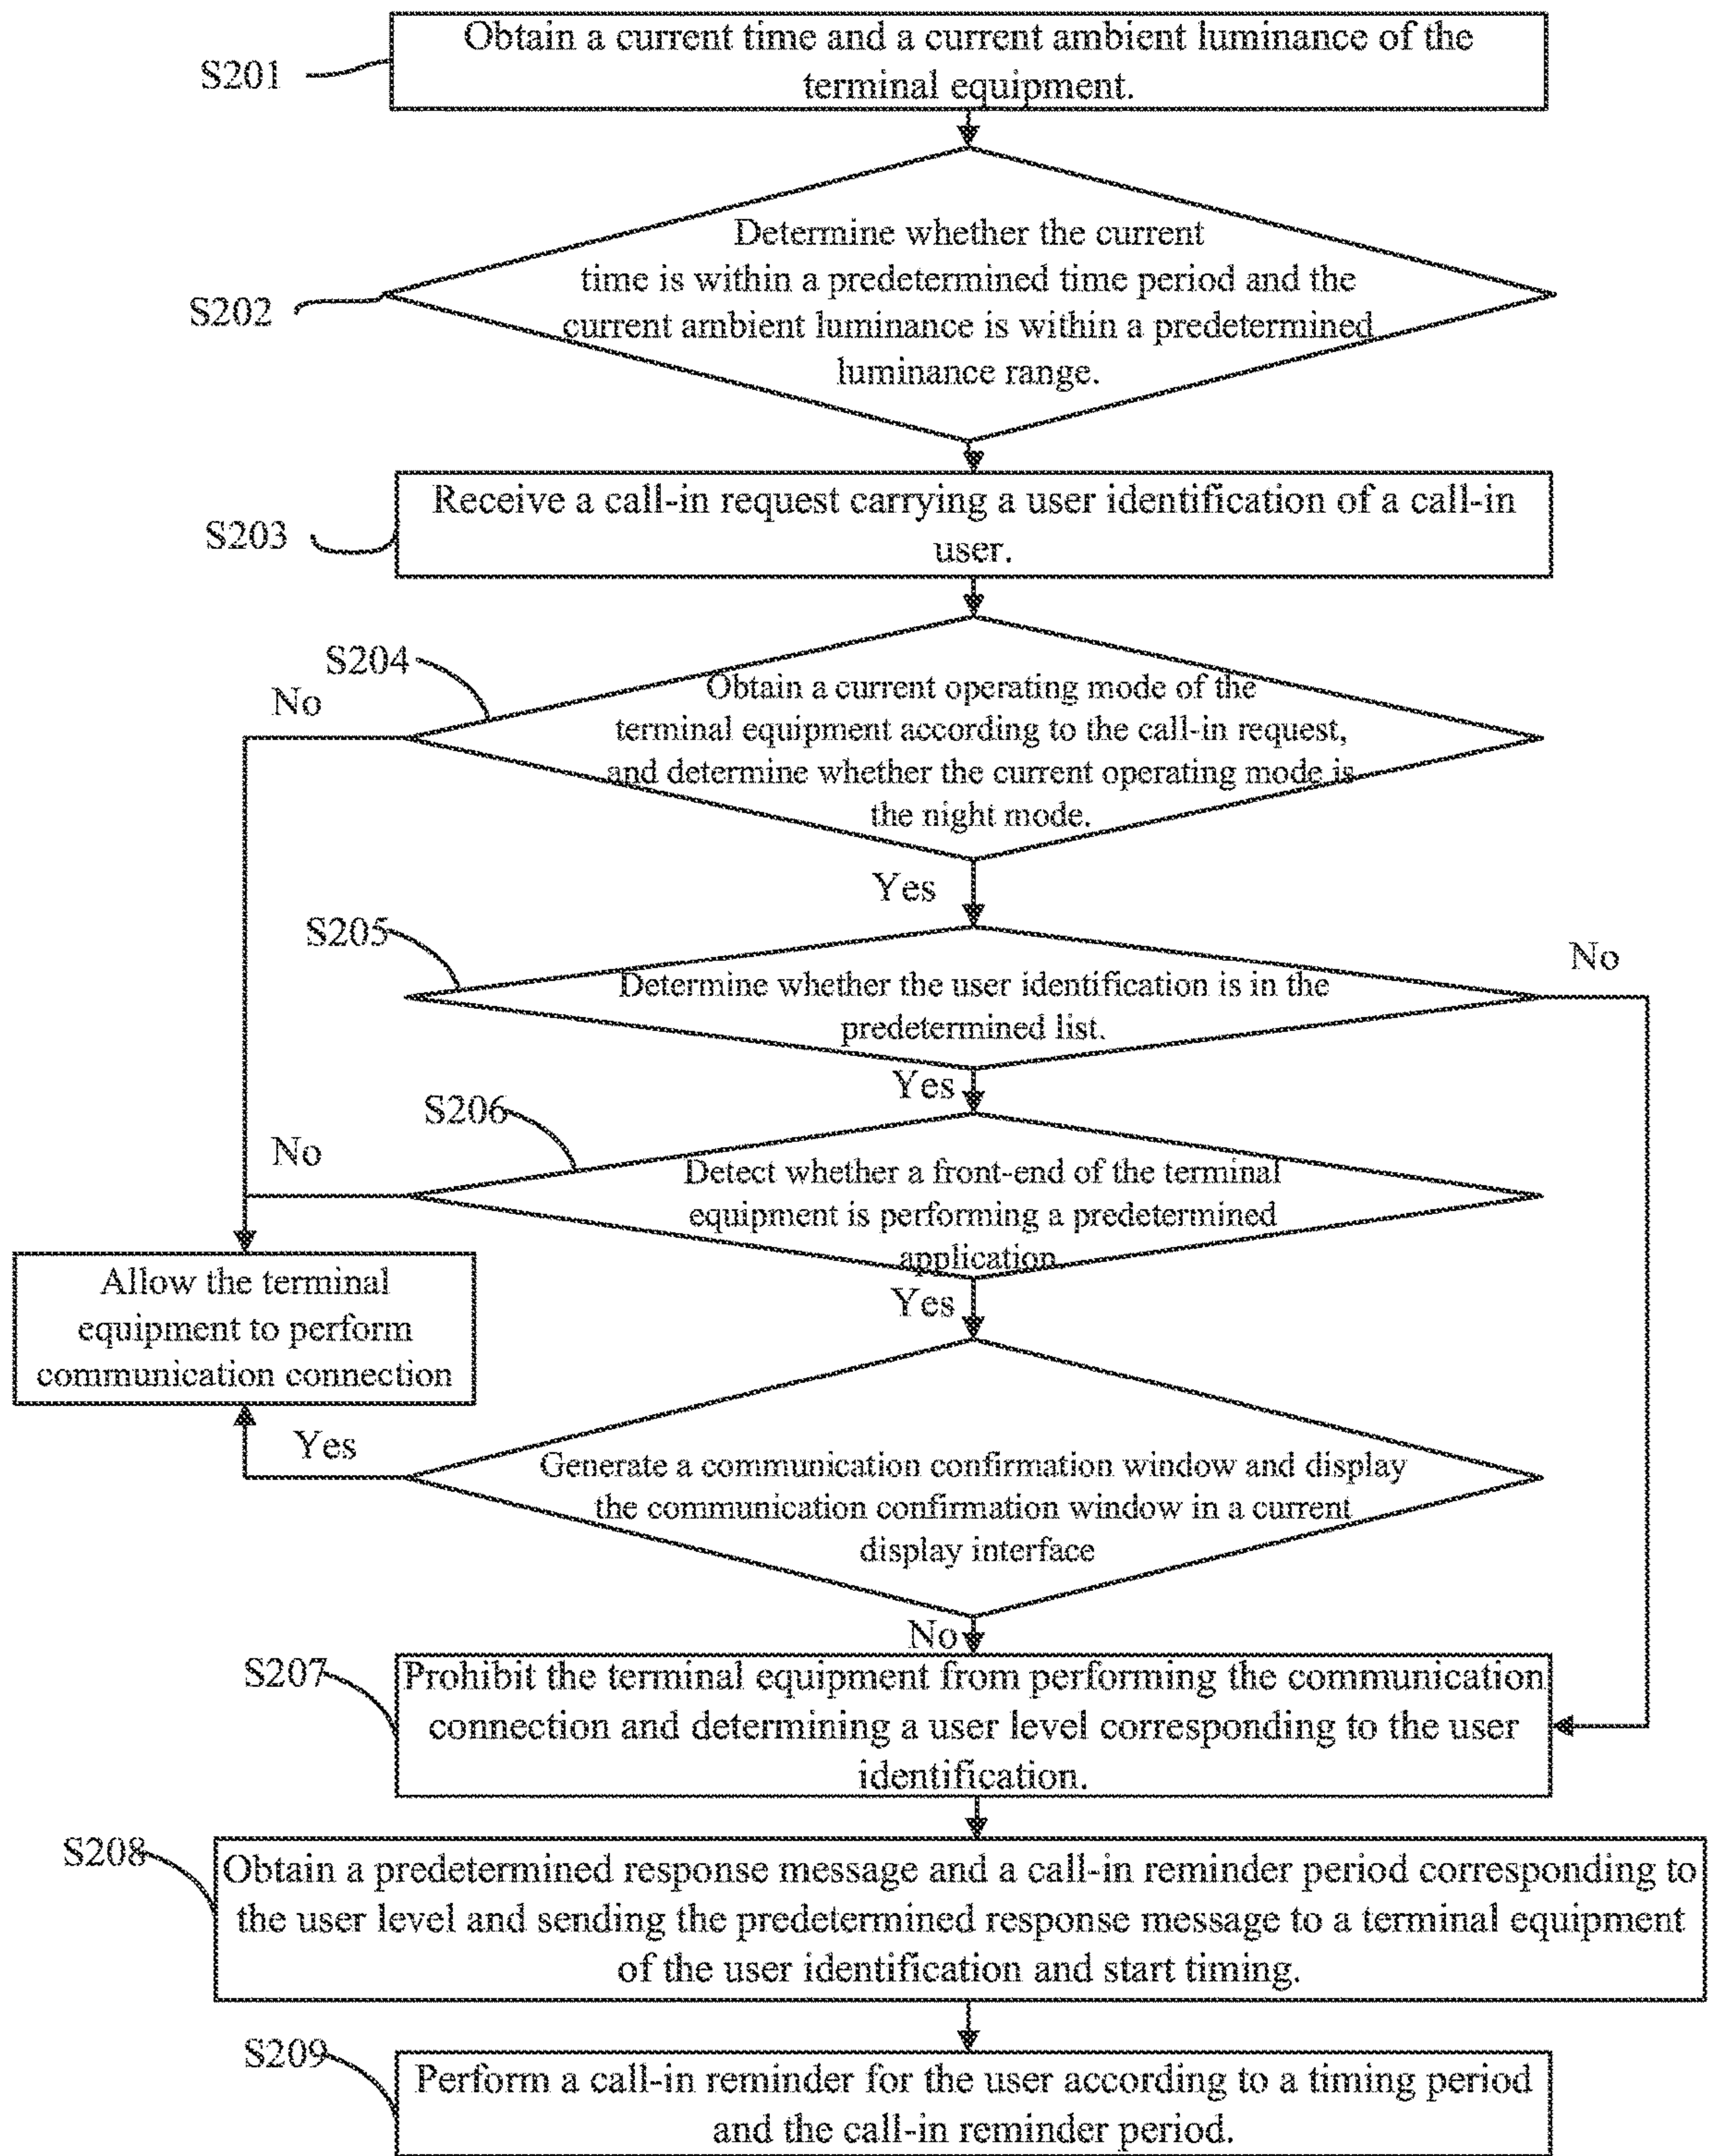 Obtain a current time and a current ambient luminance of the
terminal equipment.
S201
Determine whether the current
time is within a predetermined time period and the
current ambient luminance is within a predetermined
luminance range.
S202
Receive a call-in request carrying a user identification of a call-in
user.
S203
S204
No
Obtain a current operating mode of the
terminal equipment according to the call-in request,
and determine whether the current operating mode is
the night mode.
Yes
S205
No
Determine whether the user identification is in the
predetermined list.
Yes
S206
No
Detect whether a front-end of the terminal
equipment is performing a predetermined
application
Yes
Allow the terminal
equipment to perform
communication connection
Yes
Generate a communication confirmation window and display
the communication confirmation window in a current
display interface
No
S207
Prohibit the terminal equipment from performing the communication
connection and determining a user level corresponding to the user
identification.
S208
Obtain a predetermined response message and a call-in reminder period corresponding to
the user level and sending the predetermined response message to a terminal equipment
of the user identification and start timing.
S209
Perform a call-in reminder for the user according to a timing period
and the call-in reminder period.